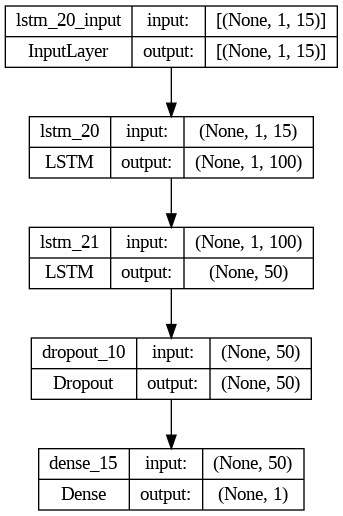 lstm_20_input input: [(None, 1, 15)]
InputLayer output: [(None, 1, 15)]
lstm_20 input: (None, 1, 15)
LSTM output: (None, 1, 100)
lstm_21 input: (None, 1, 100)
LSTM output: (None, 50)
dropout_10 input: (None, 50)
Dropout output: (None, 50)
dense_15 input: (None, 50)
Dense output: (None, 1)